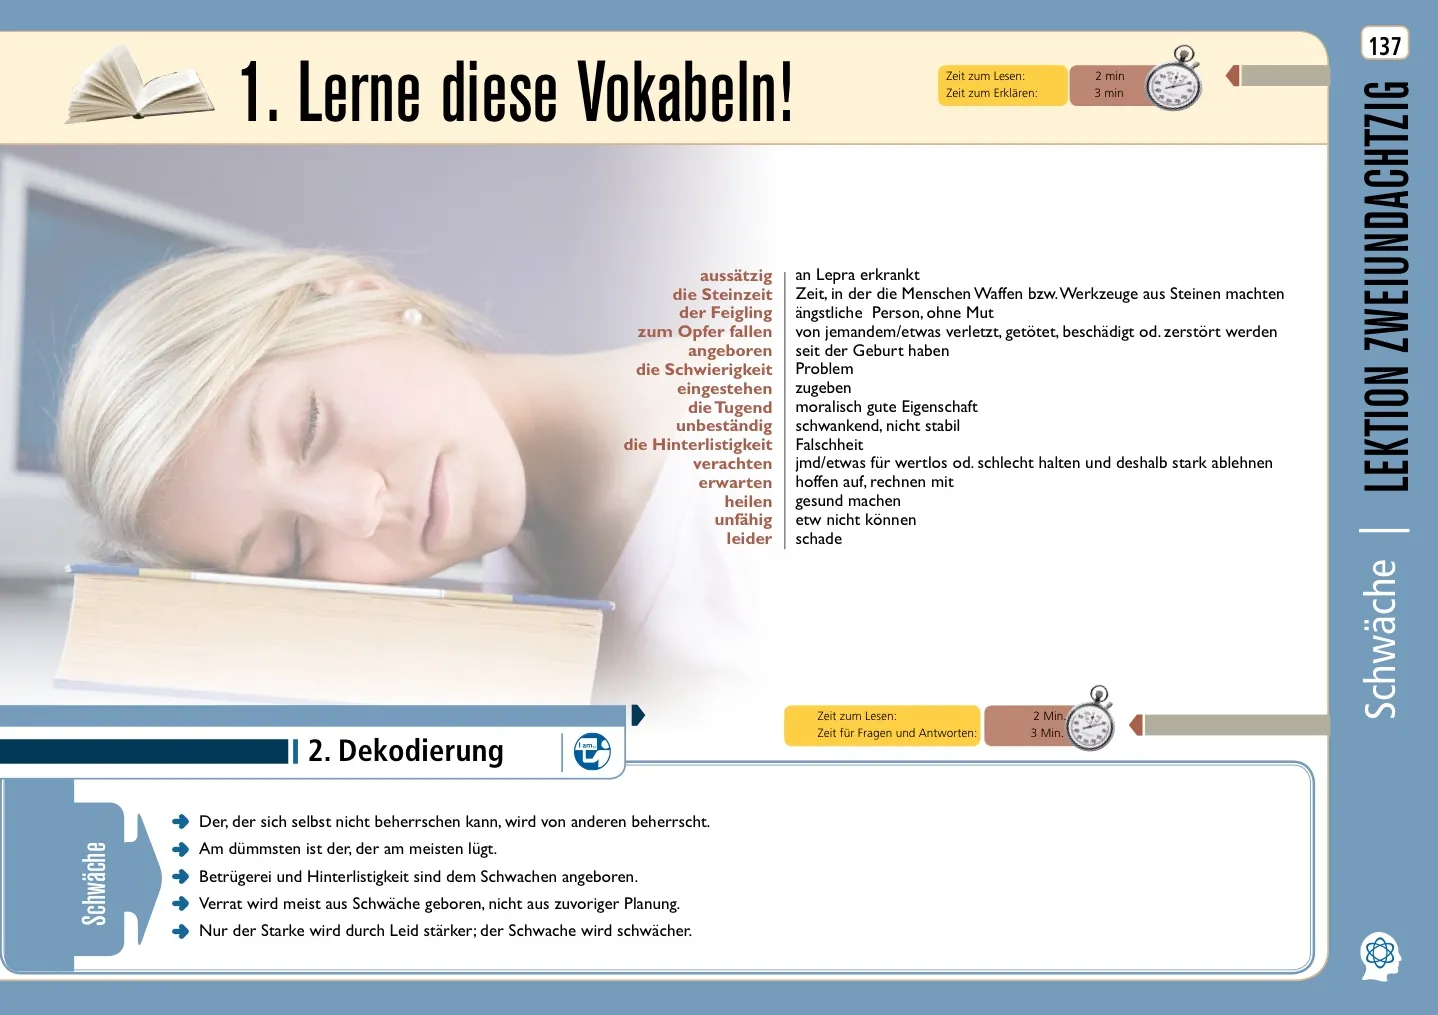 137
1. Lerne diese Vokabeln!
Zeit zum Lesen: 2 min
Zeit zum Erklären: 3 min
LEKTION ZWEIUNDACHTZIG
Schwäche
aussätzig an Lepra erkrankt
die Steinzeit Zeit, in der die Menschen Waffen bzw. Werkzeuge aus Steinen machten
der Feigling ängstliche Person, ohne Mut
zum Opfer fallen von jemandem/etwas verletzt, getötet, beschädigt od. zerstört werden
angeboren seit der Geburt haben
die Schwierigkeit Problem
eingestehen zugeben
die Tugend moralisch gute Eigenschaft
unbeständig schwankend, nicht stabil
die Hinterlistigkeit Falschheit
verachten jmd/etwas für wertlos od. schlecht halten und deshalb stark ablehnen
erwarten hoffen auf, rechnen mit
heilen gesund machen
unfähig etw nicht können
leider schade
Zeit zum Lesen: 2 Min.
Zeit für Fragen und Antworten: 3 Min.
2. Dekodierung
I am...
Schwäche
Der, der sich selbst nicht beherrschen kann, wird von anderen beherrscht.
Am dümmsten ist der, der am meisten lügt.
Betrügerei und Hinterlistigkeit sind dem Schwachen angeboren.
Verrat wird meist aus Schwäche geboren, nicht aus zuvoriger Planung.
Nur der Starke wird durch Leid stärker; der Schwache wird schwächer.